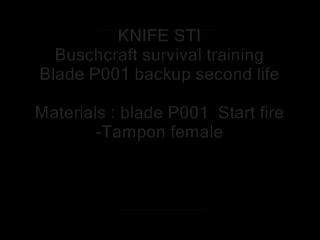 KNIFE STI
Buschcraft survival training
Blade P001 backup second life
Materials : blade P001  Start fire
-Tampon female